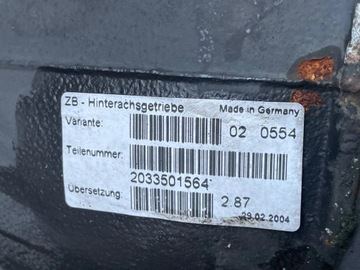 ZB - Hinterachsgetriebe Made in Germany
Variante: 02 0554
Teilenummer:
2033501564
Übersetzung: 2.87
29.02.2004